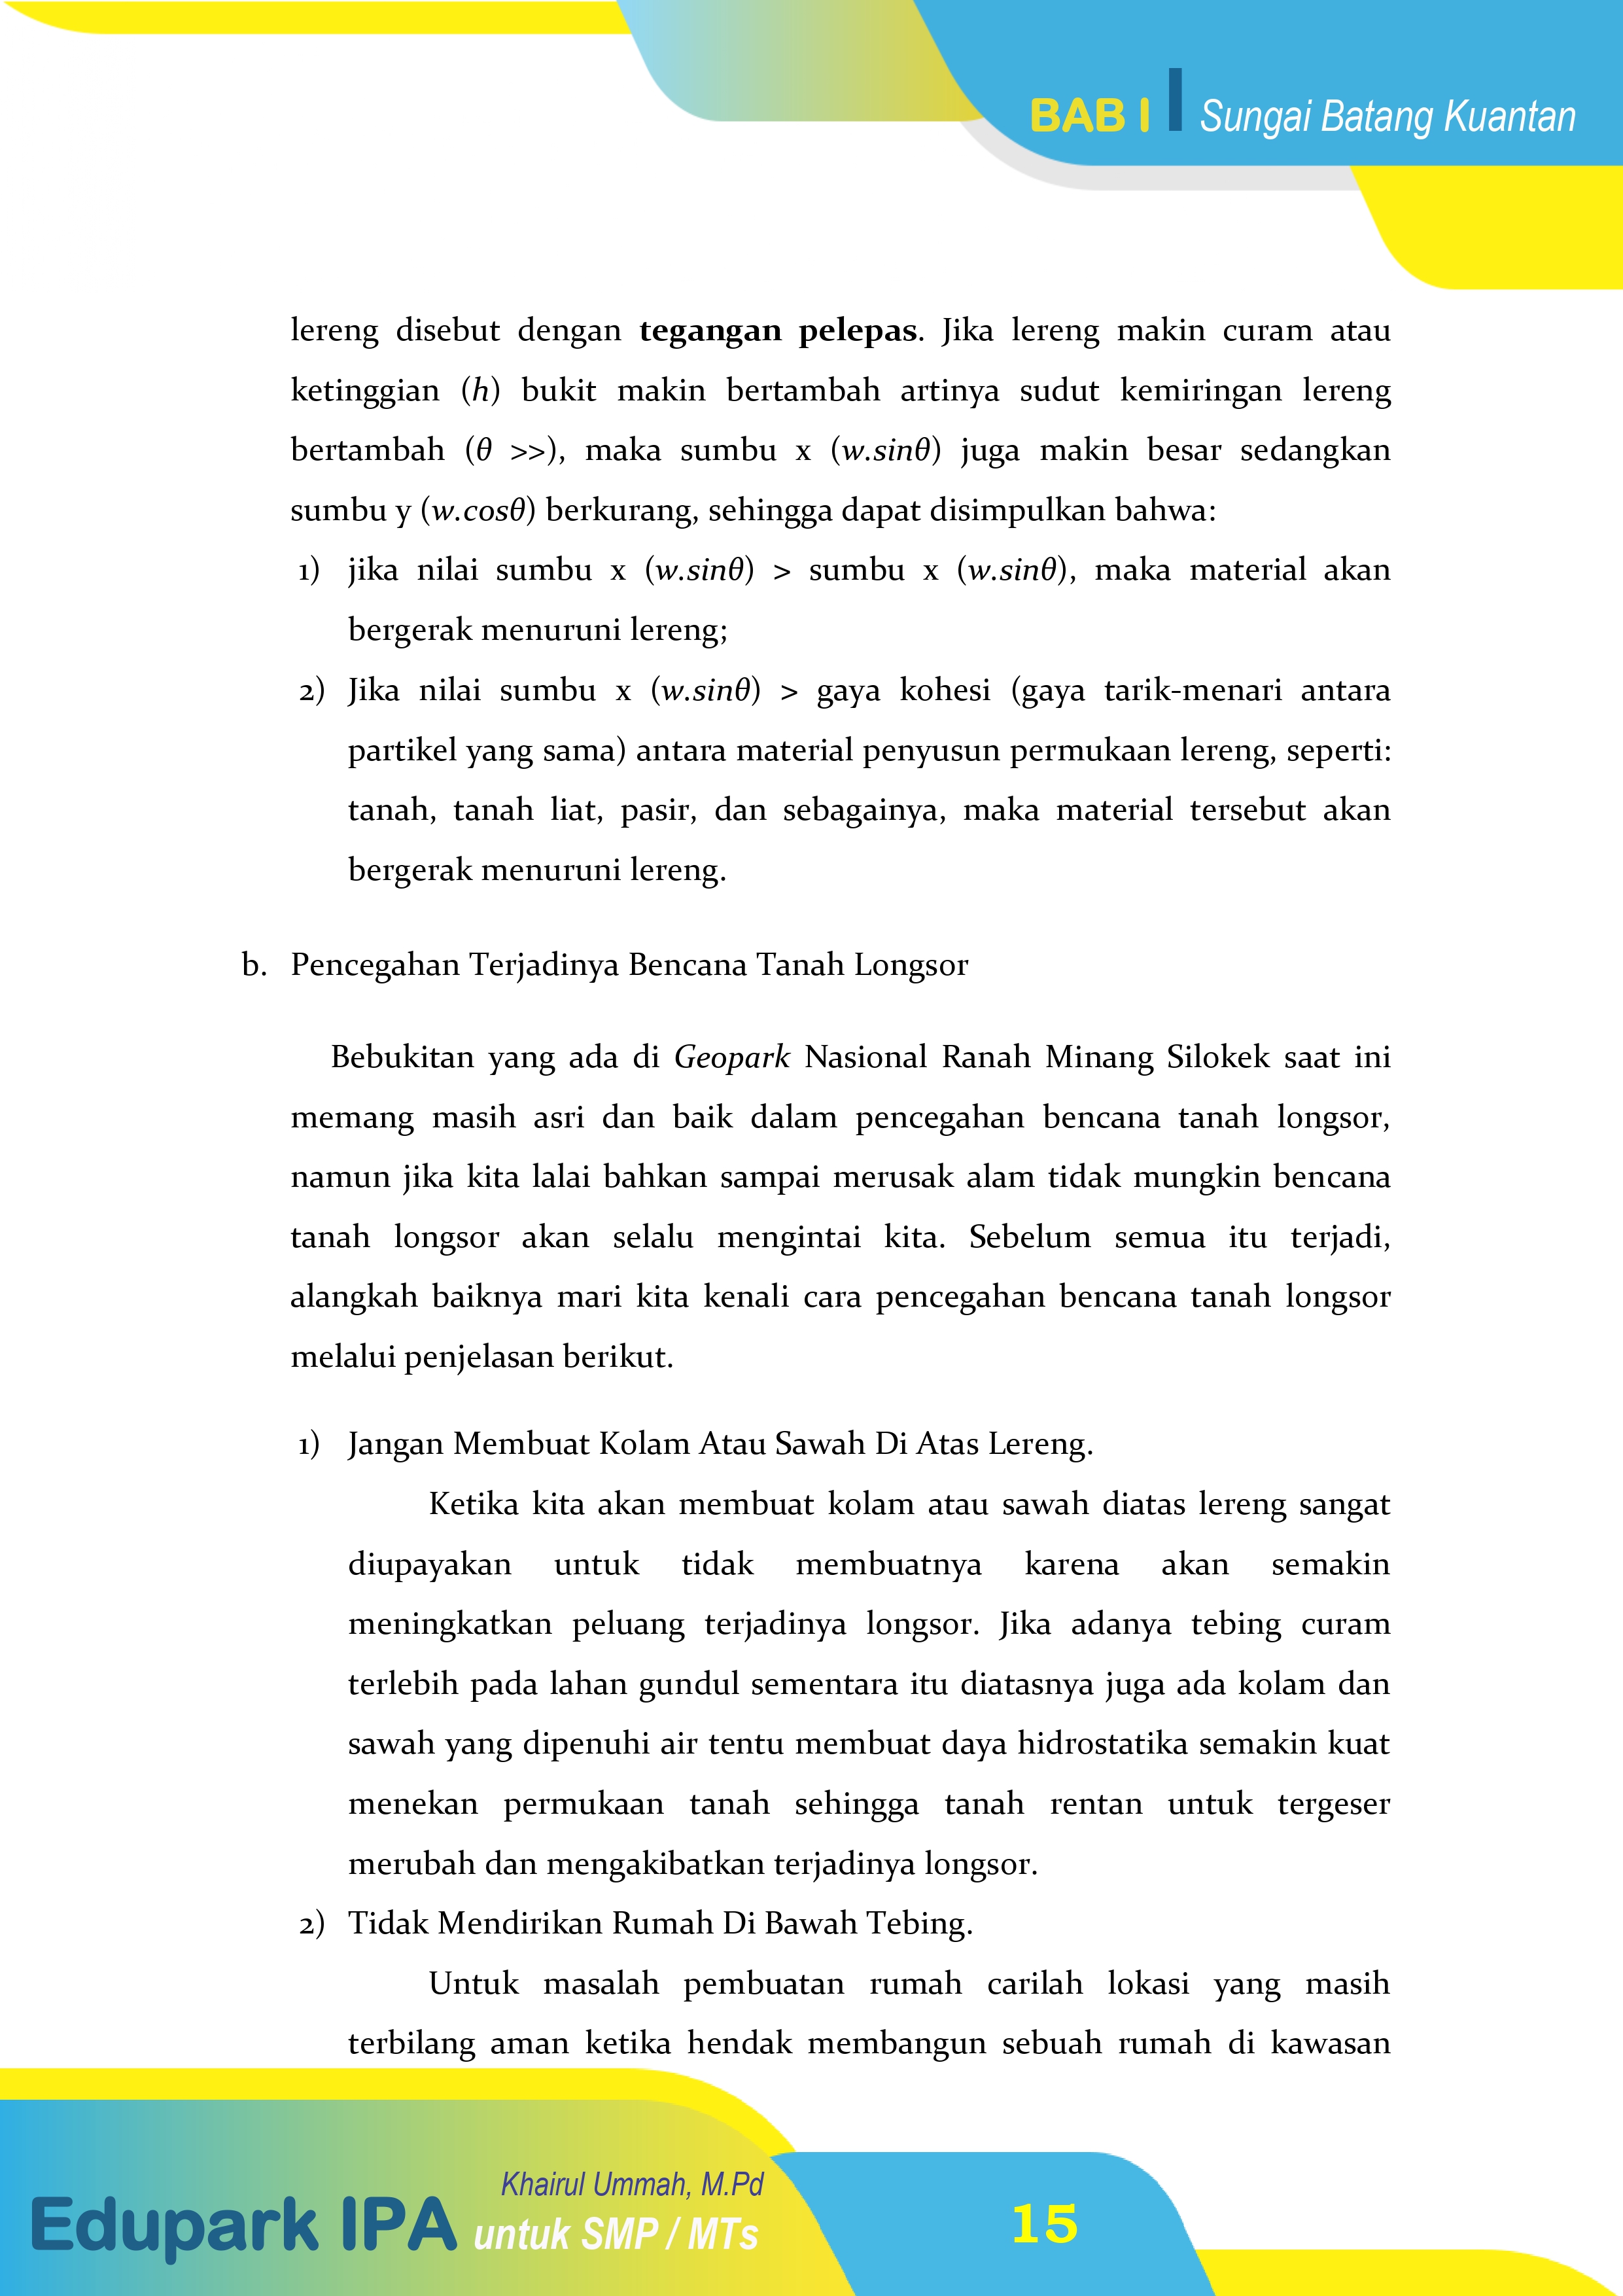 BAB I | Sungai Batang Kuantan
lereng disebut dengan tegangan pelepas. Jika lereng makin curam atau
ketinggian (h) bukit makin bertambah artinya sudut kemiringan lereng
bertambah (θ >>), maka sumbu x (w.sinθ) juga makin besar sedangkan
sumbu y (w.cosθ) berkurang, sehingga dapat disimpulkan bahwa:
1) jika nilai sumbu x (w.sinθ) > sumbu x (w.sinθ), maka material akan
bergerak menuruni lereng;
2) Jika nilai sumbu x (w.sinθ) > gaya kohesi (gaya tarik-menari antara
partikel yang sama) antara material penyusun permukaan lereng, seperti:
tanah, tanah liat, pasir, dan sebagainya, maka material tersebut akan
bergerak menuruni lereng.
b. Pencegahan Terjadinya Bencana Tanah Longsor
Bebukitan yang ada di Geopark Nasional Ranah Minang Silokek saat ini
memang masih asri dan baik dalam pencegahan bencana tanah longsor,
namun jika kita lalai bahkan sampai merusak alam tidak mungkin bencana
tanah longsor akan selalu mengintai kita. Sebelum semua itu terjadi,
alangkah baiknya mari kita kenali cara pencegahan bencana tanah longsor
melalui penjelasan berikut.
1) Jangan Membuat Kolam Atau Sawah Di Atas Lereng.
Ketika kita akan membuat kolam atau sawah diatas lereng sangat
diupayakan untuk tidak membuatnya karena akan semakin
meningkatkan peluang terjadinya longsor. Jika adanya tebing curam
terlebih pada lahan gundul sementara itu diatasnya juga ada kolam dan
sawah yang dipenuhi air tentu membuat daya hidrostatika semakin kuat
menekan permukaan tanah sehingga tanah rentan untuk tergeser
merubah dan mengakibatkan terjadinya longsor.
2) Tidak Mendirikan Rumah Di Bawah Tebing.
Untuk masalah pembuatan rumah carilah lokasi yang masih
terbilang aman ketika hendak membangun sebuah rumah di kawasan
Khairul Ummah, M.Pd
Edupark IPA untuk SMP / MTs
15